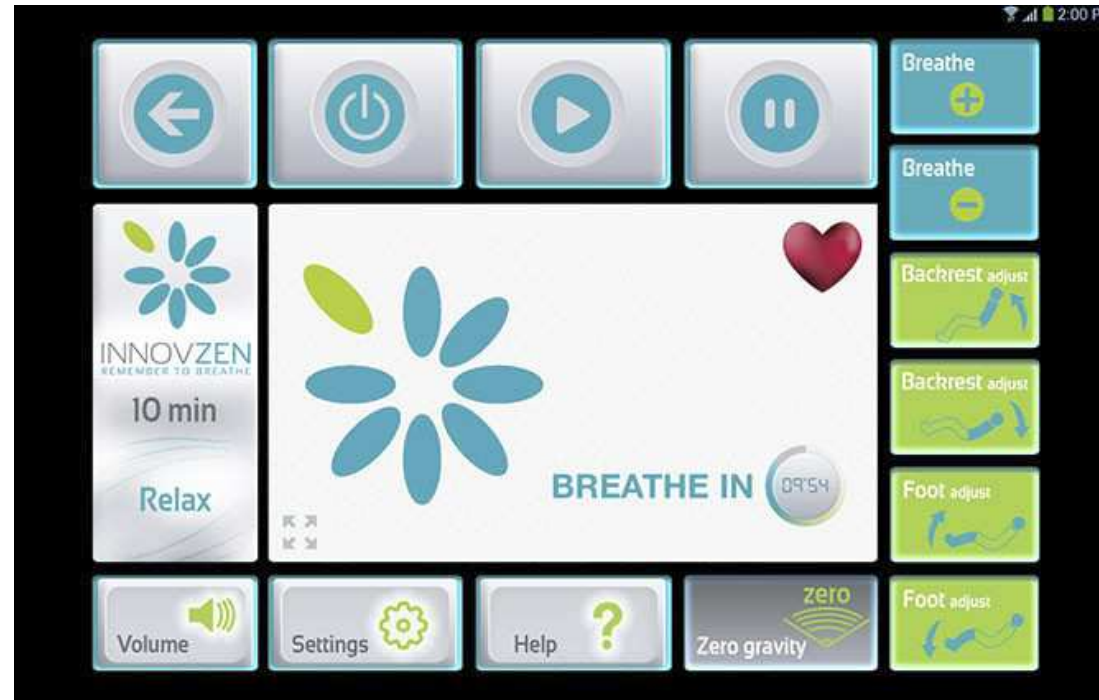 2:00 P
Breathe
Breathe
INNOVZEN
REMEMBER TO BREATHE
10 min
Relax
BREATHE IN
09'54
Backrest adjust
Backrest adjust
Foot adjust
Foot adjust
Volume
Settings
Help
zero
Zero gravity